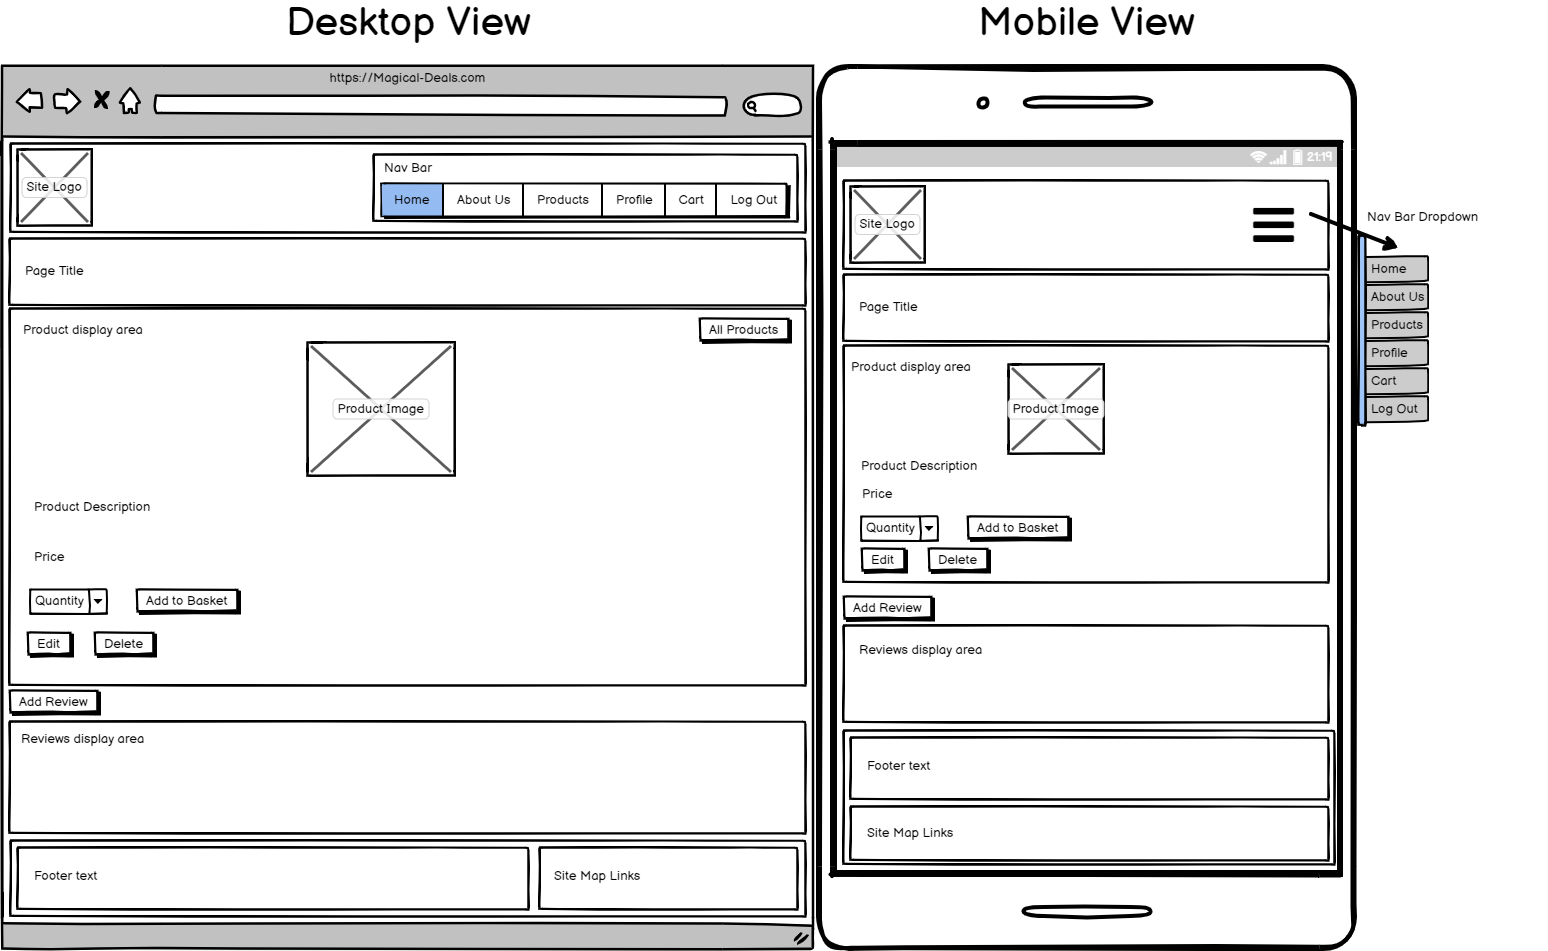 Desktop View
https://Magical-Deals.com
Site Logo
Nav Bar
Home About Us Products Profile Cart Log Out
Page Title
Product display area
All Products
Product Image
Product Description
Price
Quantity
Add to Basket
Edit
Delete
Add Review
Reviews display area
Footer text
Site Map Links
Mobile View
21:19
Site Logo
Nav Bar Dropdown
Home
About Us
Products
Profile
Cart
Log Out
Page Title
Product display area
Product Image
Product Description
Price
Quantity
Add to Basket
Edit
Delete
Add Review
Reviews display area
Footer text
Site Map Links